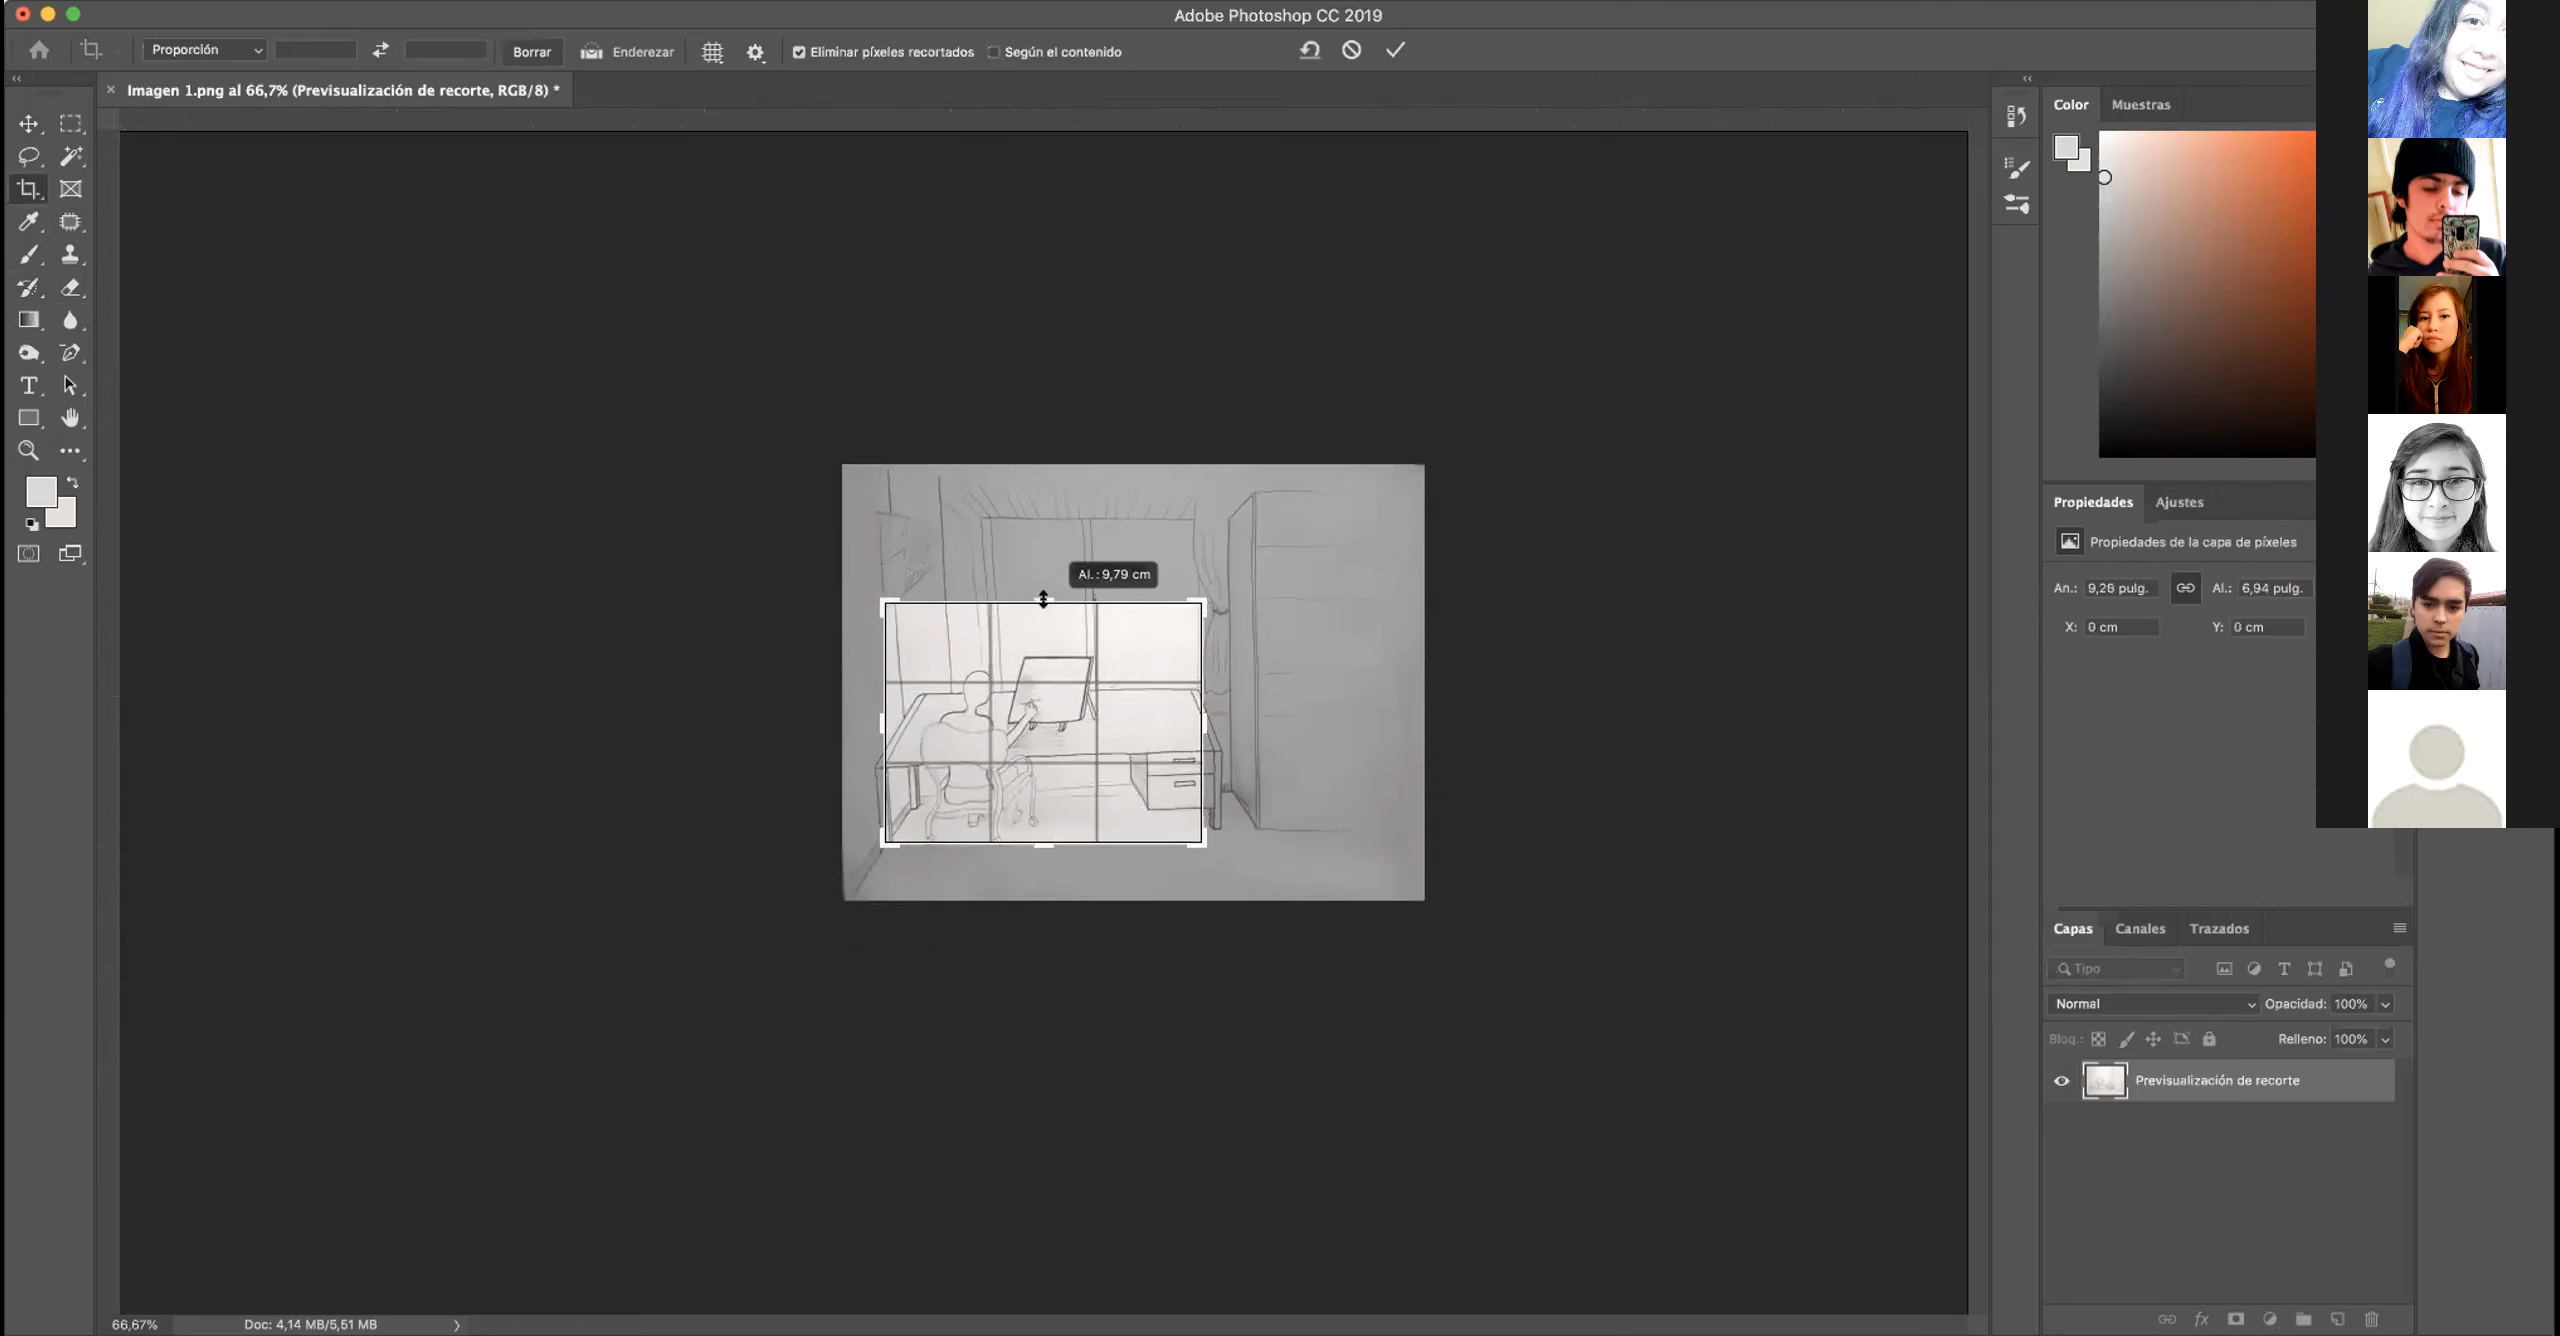 Adobe Photoshop CC 2019
Proporción
Borrar
Enderezar
Eliminar píxeles recortados
Según el contenido
Imagen 1.png al 66,7% (Previsualización de recorte, RGB/8) *
Color
Muestras
Al.: 9,79 cm
Propiedades
Ajustes
Propiedades de la capa de píxeles
An.: 9,26 pulg.
Al.: 6,94 pulg.
X: 0 cm
Y: 0 cm
Capas
Canales
Trazados
Tipo
Normal
Opacidad: 100%
Bloq.:
Relleno: 100%
Previsualización de recorte
66,67%
Doc: 4,14 MB/5,51 MB